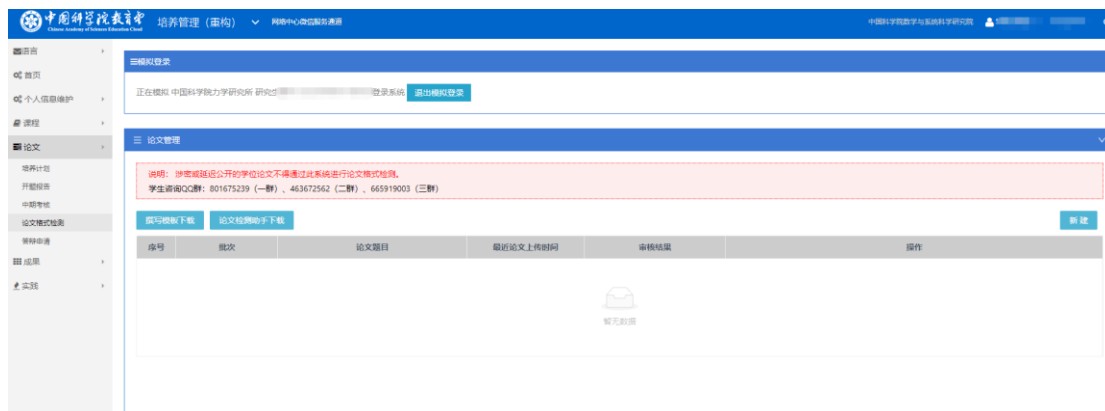 中国科学院教育云
Chinese Academy of Sciences Education Cloud
培养管理（重构）
网络中心微信服务通道
中国科学院数学与系统科学研究院
语言
首页
个人信息维护
课程
论文
培养计划
开题报告
中期考核
论文格式检测
答辩申请
成果
实践
模拟登录
正在模拟 中国科学院力学研究所 研究
登录系统
退出模拟登录
论文管理
说明： 涉密或延迟公开的学位论文不得通过此系统进行论文格式检测。
学生咨询QQ群：801675239（一群）、463672562（二群）、665919003（三群）
撰写模板下载
论文检测助手下载
新 建
序号 批次 论文题目 最近论文上传时间 审核结果 操作
暂无数据